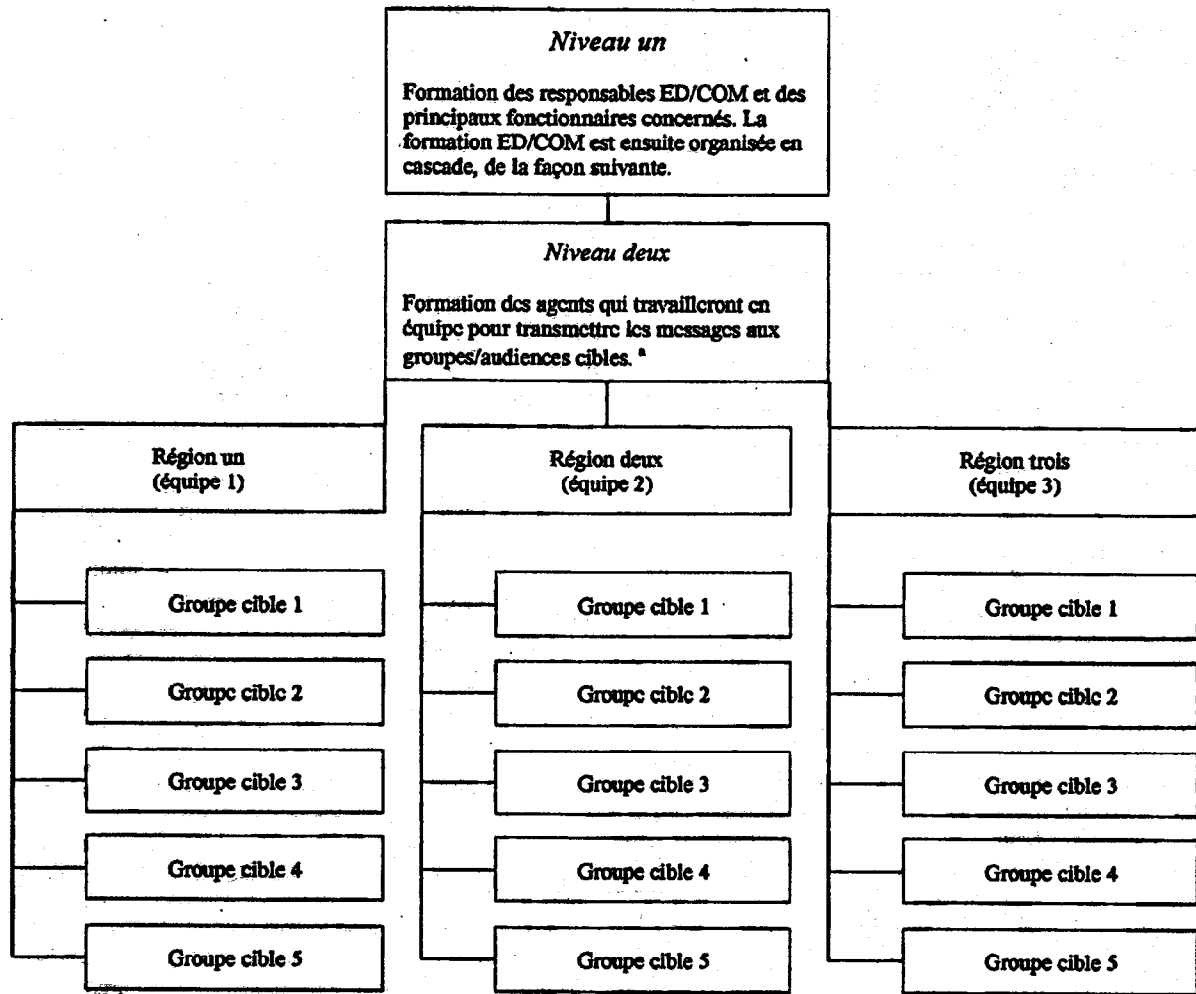 Niveau un
Formation des responsables ED/COM et des
principaux fonctionnaires concernés. La
formation ED/COM est ensuite organisée en
cascade, de la façon suivante.
Niveau deux
Formation des agents qui travailleront en
équipe pour transmettre les messages aux
groupes/audiences cibles. a
Région un
(équipe 1)
Groupe cible 1
Groupe cible 2
Groupe cible 3
Groupe cible 4
Groupe cible 5
Région deux
(équipe 2)
Groupe cible 1
Groupe cible 2
Groupe cible 3
Groupe cible 4
Groupe cible 5
Région trois
(équipe 3)
Groupe cible 1
Groupe cible 2
Groupe cible 3
Groupe cible 4
Groupe cible 5